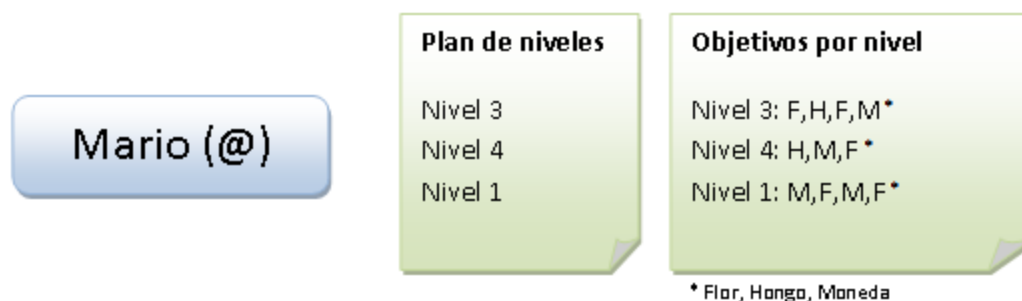 Mario (@)
Plan de niveles
Nivel 3
Nivel 4
Nivel 1
Objetivos por nivel
Nivel 3: F,H,F,M*
Nivel 4: H,M,F *
Nivel 1: M,F,M,F*
* Flor, Hongo, Moneda